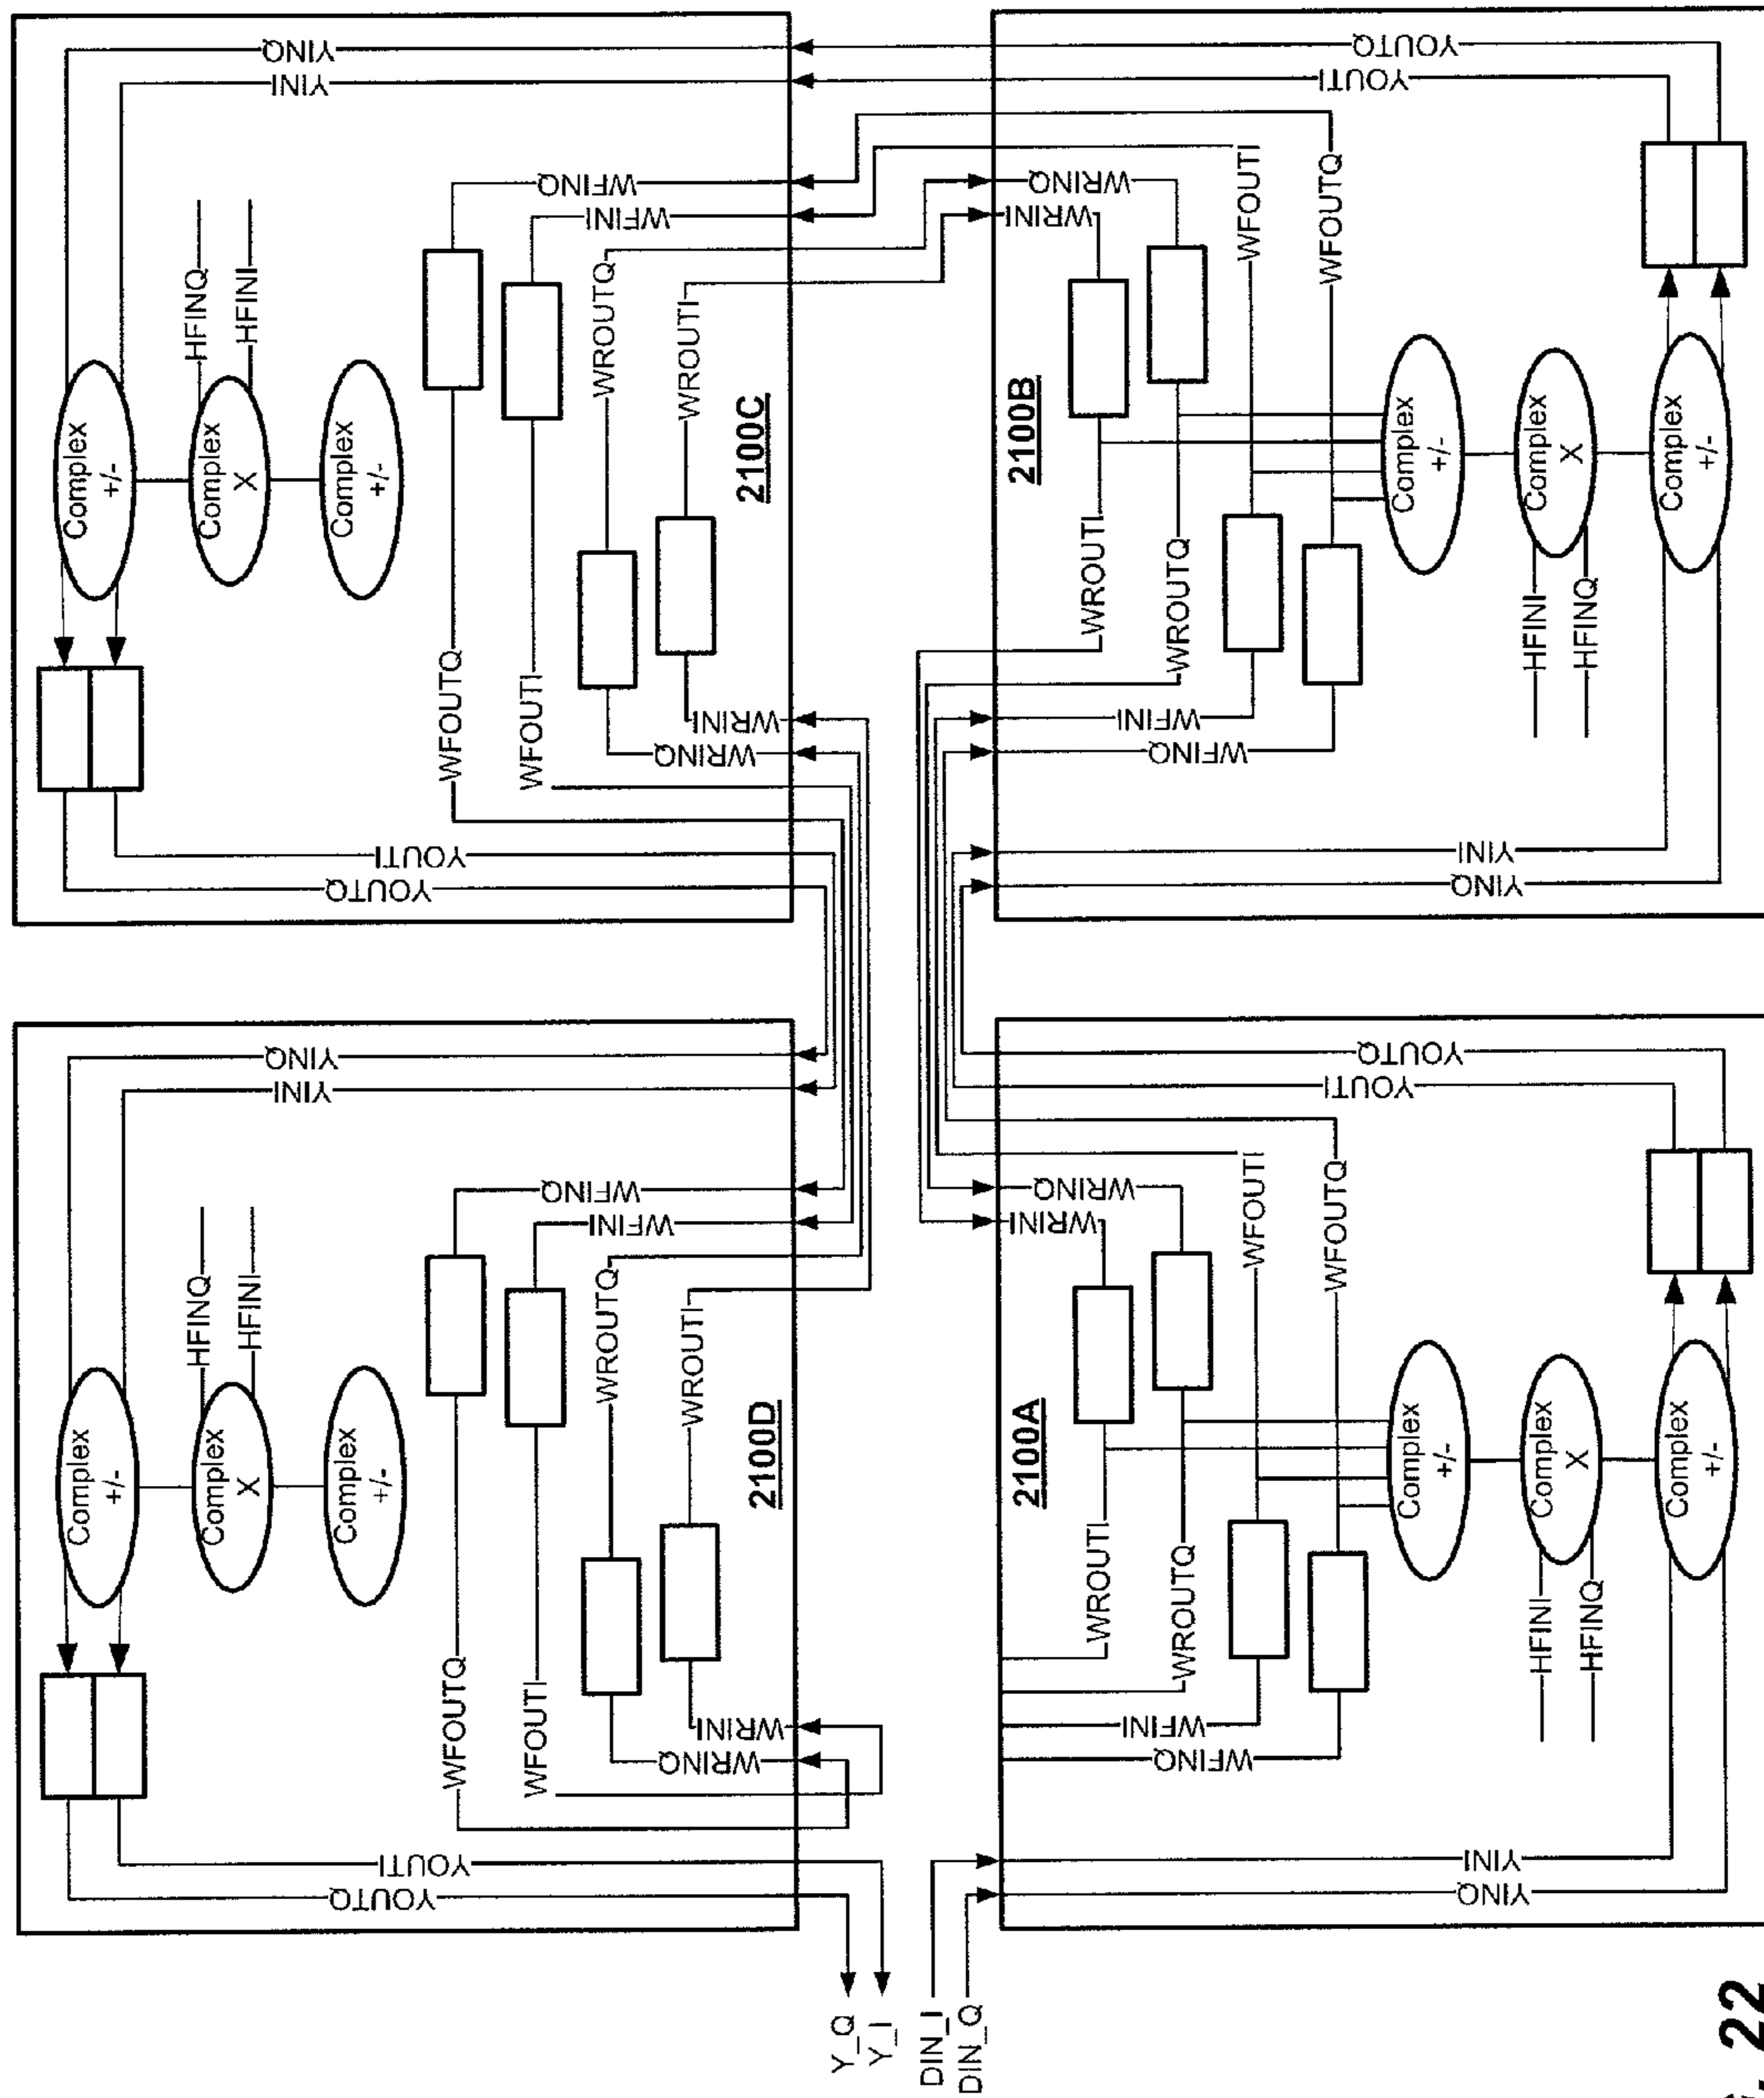 Y_Q
Y_I
DIN_I
DIN_Q
2100D
Complex
+/-
Complex
X
Complex
+/-
HFINQ
HFINI
YINQ
YINI
WFINQ
WFINI
WFOUTQ
WFOUTI
WROUTQ
WROUTI
WRINI
WRINQ
YOUTI
YOUTQ
2100C
Complex
+/-
Complex
X
Complex
+/-
HFINQ
HFINI
YINQ
YINI
WFINQ
WFINI
WFOUTQ
WFOUTI
WROUTQ
WROUTI
WRINI
WRINQ
YOUTI
YOUTQ
2100A
WRINI
WRINQ
WROUTI
WROUTQ
WFOUTI
WFOUTQ
WFINI
WFINQ
Complex
+/-
Complex
X
Complex
+/-
HFINI
HFINQ
YINI
YINQ
YOUTI
YOUTQ
2100B
WRINI
WRINQ
WROUTI
WROUTQ
WFOUTI
WFOUTQ
WFINI
WFINQ
Complex
+/-
Complex
X
Complex
+/-
HFINI
HFINQ
YINI
YINQ
YOUTI
YOUTQ
22